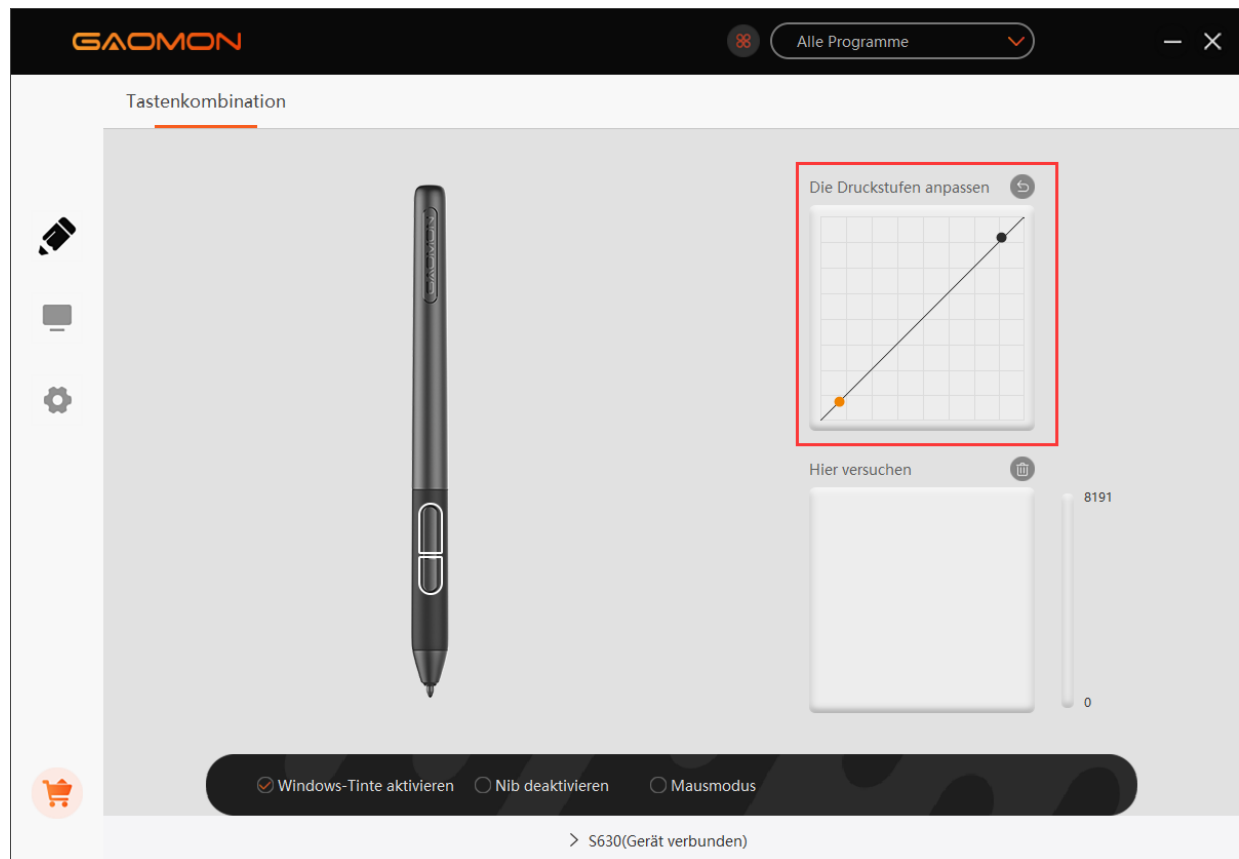 GAOMON
Alle Programme
Tastenkombination
Die Druckstufen anpassen
GAOMON
Hier versuchen
8191
0
Windows-Tinte aktivieren
Nib deaktivieren
Mausmodus
S630(Gerät verbunden)